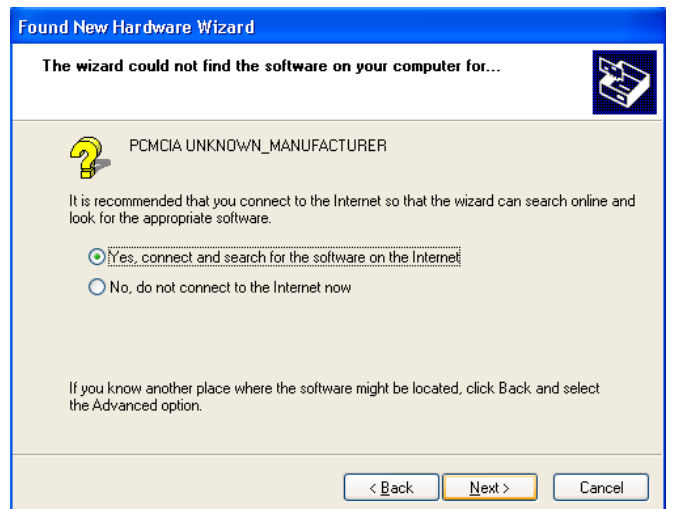 Found New Hardware Wizard
The wizard could not find the software on your computer for...
PCMCIA UNKNOWN_MANUFACTURER
It is recommended that you connect to the Internet so that the wizard can search online and
look for the appropriate software.
Yes, connect and search for the software on the Internet
No, do not connect to the Internet now
If you know another place where the software might be located, click Back and select
the Advanced option.
< Back Next > Cancel